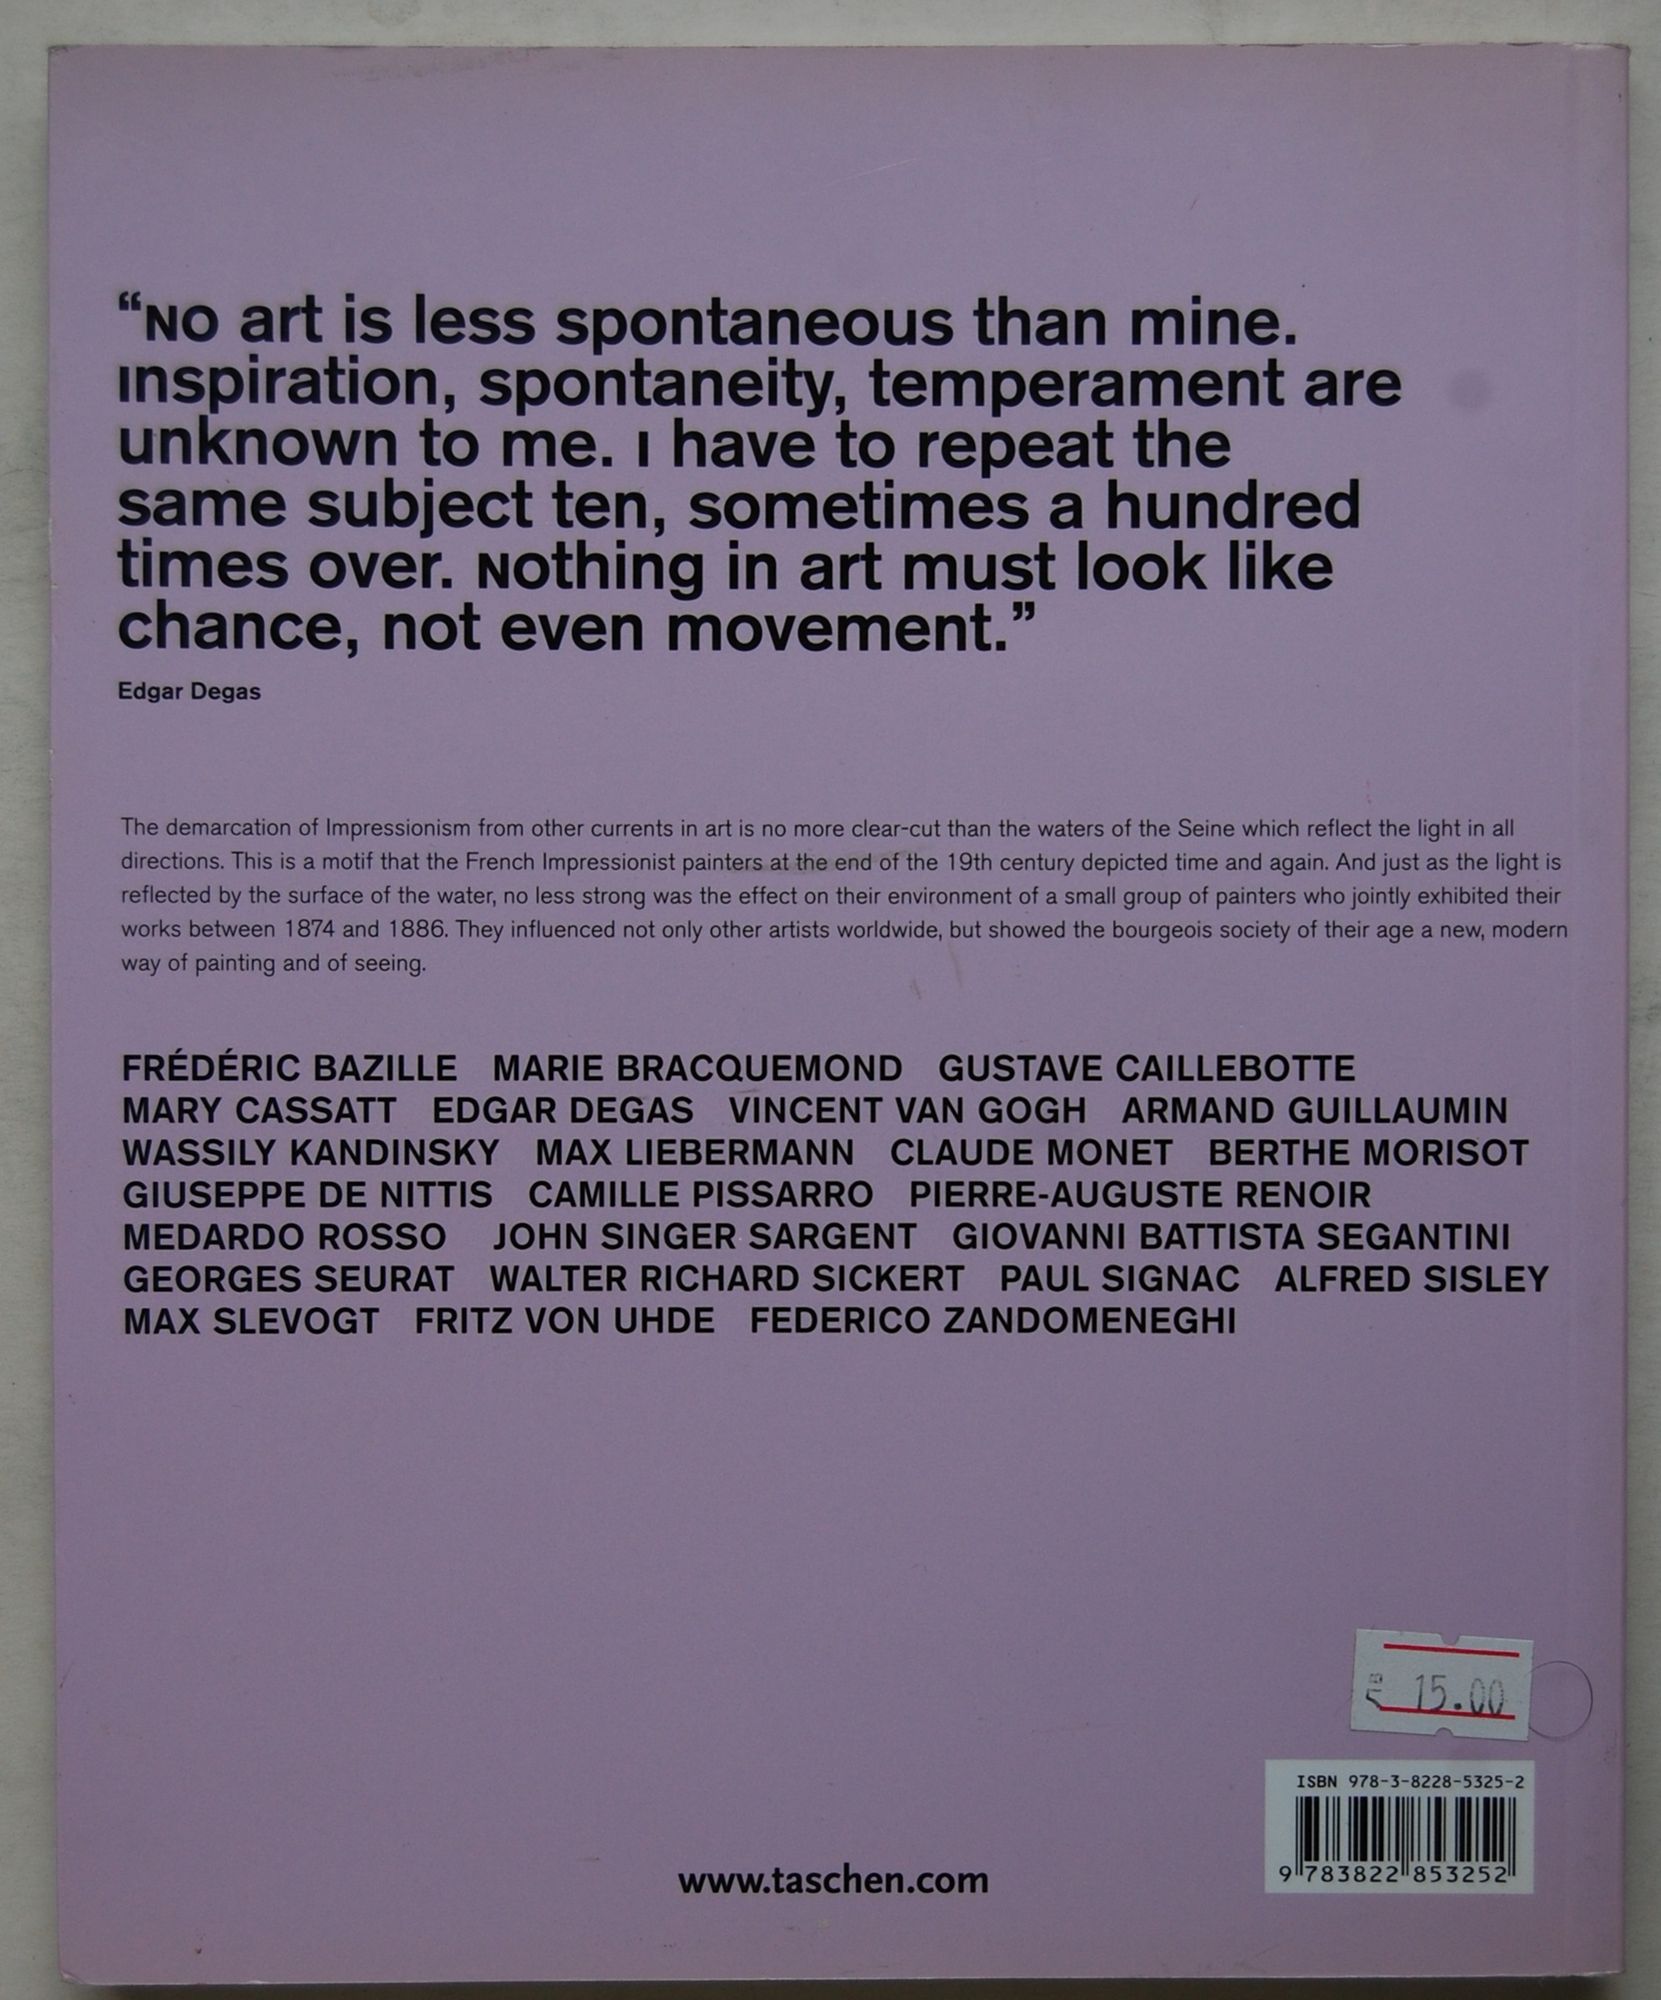 “No art is less spontaneous than mine.
Inspiration, spontaneity, temperament are
unknown to me. I have to repeat the
same subject ten, sometimes a hundred
times over. Nothing in art must look like
chance, not even movement.”
Edgar Degas
The demarcation of Impressionism from other currents in art is no more clear-cut than the waters of the Seine which reflect the light in all
directions. This is a motif that the French Impressionist painters at the end of the 19th century depicted time and again. And just as the light is
reflected by the surface of the water, no less strong was the effect on their environment of a small group of painters who jointly exhibited their
works between 1874 and 1886. They influenced not only other artists worldwide, but showed the bourgeois society of their age a new, modern
way of painting and of seeing.
FRÉDÉRIC BAZILLE MARIE BRACQUEMOND GUSTAVE CAILLEBOTTE
MARY CASSATT EDGAR DEGAS VINCENT VAN GOGH ARMAND GUILLAUMIN
WASSILY KANDINSKY MAX LIEBERMANN CLAUDE MONET BERTHE MORISOT
GIUSEPPE DE NITTIS CAMILLE PISSARRO PIERRE-AUGUSTE RENOIR
MEDARDO ROSSO JOHN SINGER SARGENT GIOVANNI BATTISTA SEGANTINI
GEORGES SEURAT WALTER RICHARD SICKERT PAUL SIGNAC ALFRED SISLEY
MAX SLEVOGT FRITZ VON UHDE FEDERICO ZANDOMENEGHI
15.00
ISBN 978-3-8228-5325-2
9 783822 853252
www.taschen.com